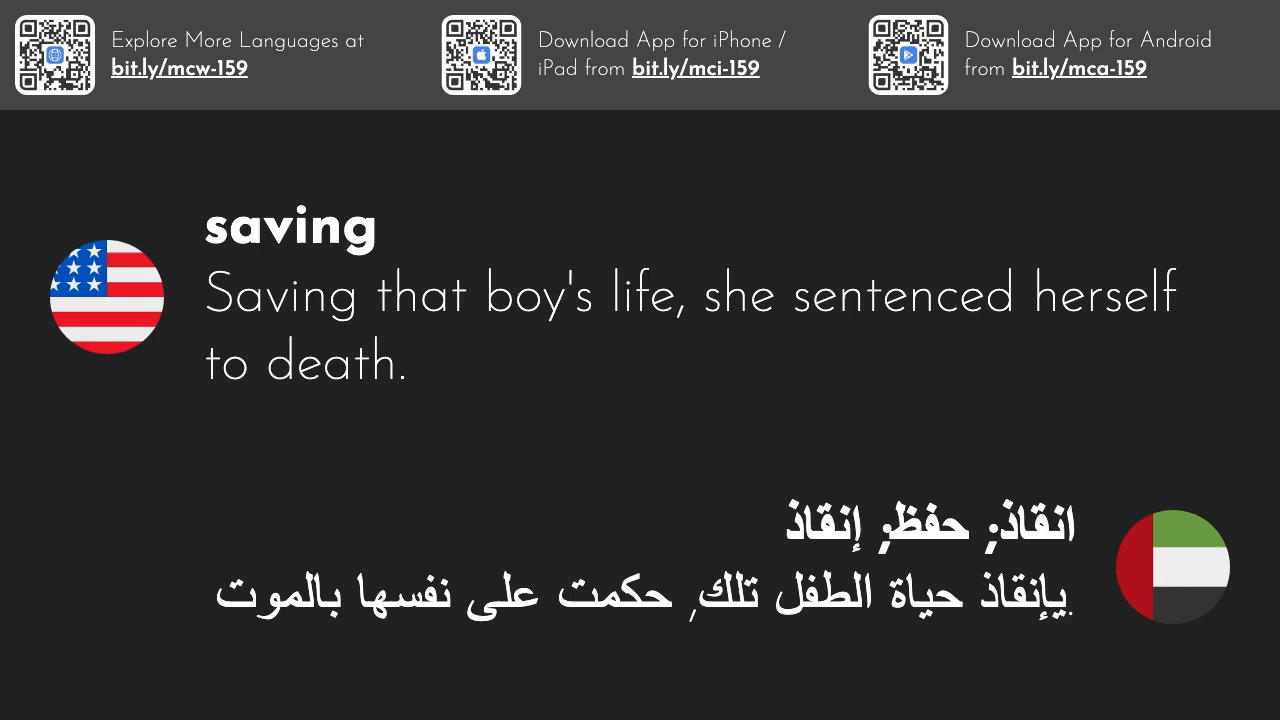 Explore More Languages at
bit.ly/mcw-159
Download App for iPhone /
iPad from bit.ly/mci-159
Download App for Android
from bit.ly/mca-159
saving
Saving that boy's life, she sentenced herself
to death.
انقاذ; حفظ; إنقاذ
يإنقاذ حياة الطفل تلك, حكمت على نفسها بالموت.